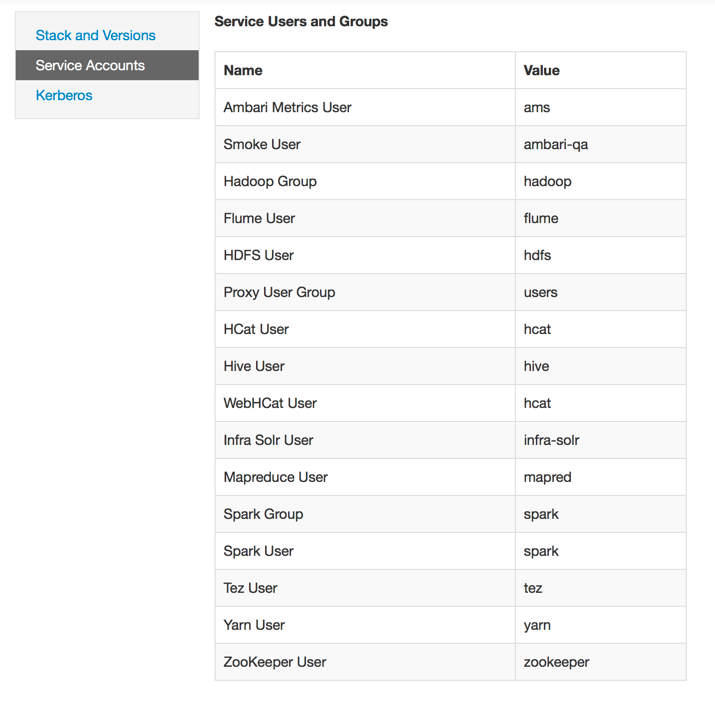 Stack and Versions
Service Accounts
Kerberos
Service Users and Groups
Name Value
Ambari Metrics User ams
Smoke User ambari-qa
Hadoop Group hadoop
Flume User flume
HDFS User hdfs
Proxy User Group users
HCat User hcat
Hive User hive
WebHCat User hcat
Infra Solr User infra-solr
Mapreduce User mapred
Spark Group spark
Spark User spark
Tez User tez
Yarn User yarn
ZooKeeper User zookeeper